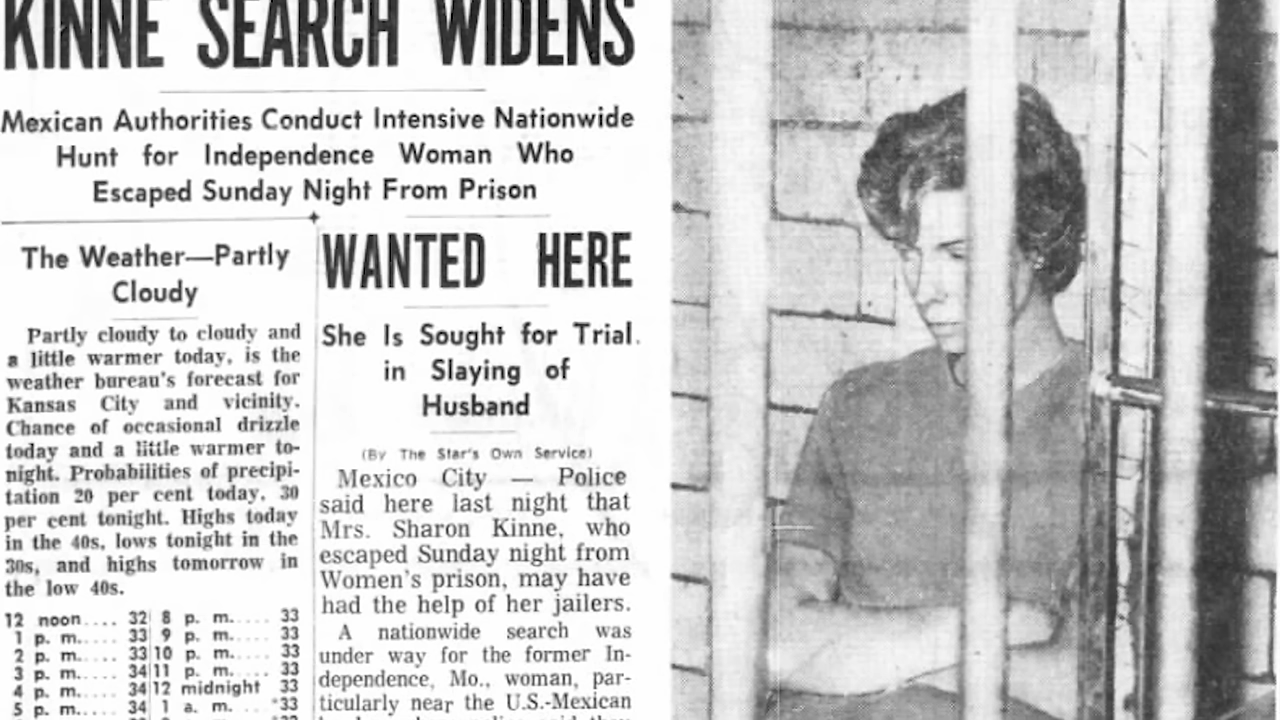 KINNE SEARCH WIDENS
Mexican Authorities Conduct Intensive Nationwide
Hunt for Independence Woman Who
Escaped Sunday Night From Prison
The Weather—Partly
Cloudy
Partly cloudy to cloudy and
a little warmer today, is the
weather bureau's forecast for
Kansas City and vicinity.
Chance of occasional drizzle
today and a little warmer to-
night. Probabilities of precipi-
tation 20 per cent today, 30
per cent tonight. Highs today
in the 40s, lows tonight in the
30s, and highs tomorrow in
the low 40s.
12 noon.... 32 8 p. m..... 33
1 p. m..... 33 9 p. m..... 33
2 p. m..... 33 10 p. m..... 33
3 p. m..... 34 11 p. m..... 33
4 p. m..... 34 12 midnight 33
5 p. m..... 34 1 a. m. .... *33
WANTED HERE
She Is Sought for Trial
in Slaying of
Husband
(By The Star's Own Service)
Mexico City — Police
said here last night that
Mrs. Sharon Kinne, who
escaped Sunday night from
Women's prison, may have
had the help of her jailers.
A nationwide search was
under way for the former In-
dependence, Mo., woman, par-
ticularly near the U.S.-Mexican